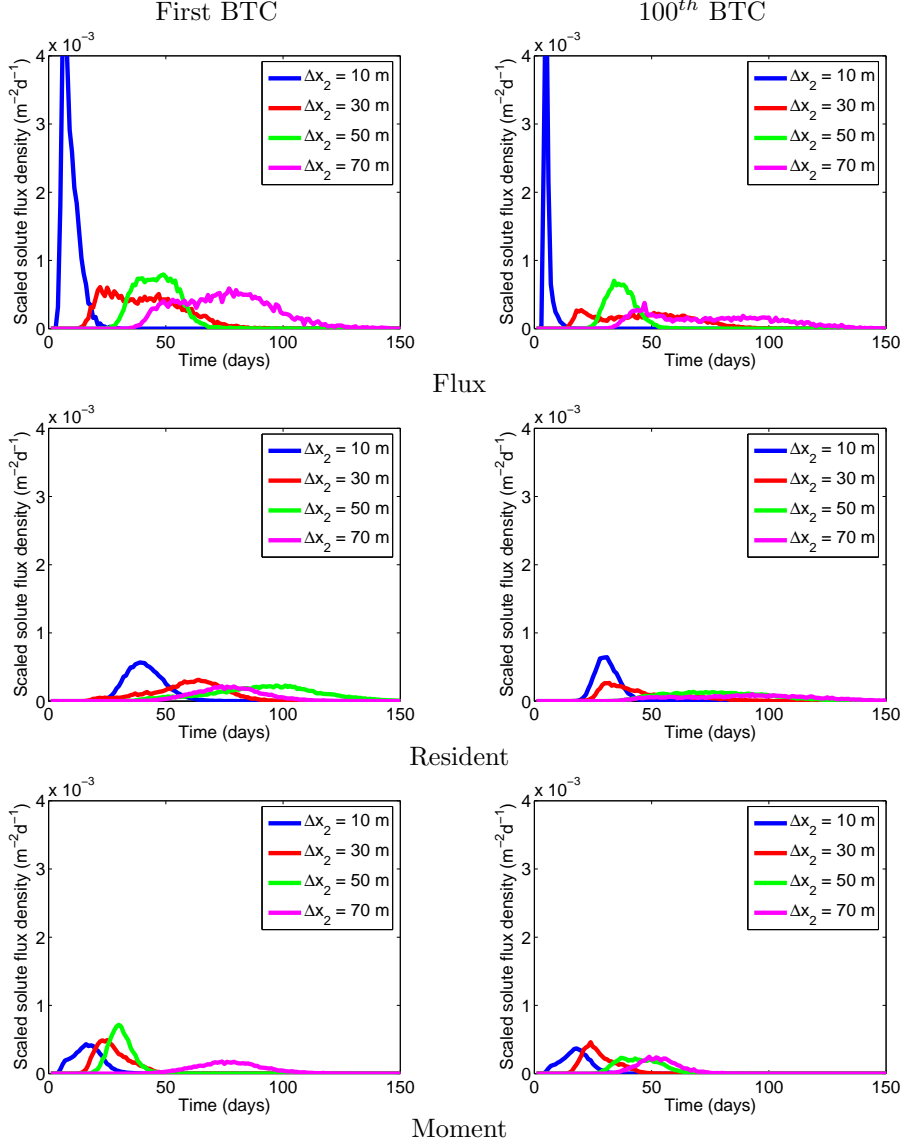 First BTC
100^{th} BTC
x 10^{−3}
Scaled solute flux density (m^{−2}d^{−1})
4
3
2
1
0
0 50 100 150
Time (days)
Δx_2 = 10 m
Δx_2 = 30 m
Δx_2 = 50 m
Δx_2 = 70 m
x 10^{−3}
Scaled solute flux density (m^{−2}d^{−1})
4
3
2
1
0
0 50 100 150
Time (days)
Δx_2 = 10 m
Δx_2 = 30 m
Δx_2 = 50 m
Δx_2 = 70 m
Flux
x 10^{−3}
Scaled solute flux density (m^{−2}d^{−1})
4
3
2
1
0
0 50 100 150
Time (days)
Δx_2 = 10 m
Δx_2 = 30 m
Δx_2 = 50 m
Δx_2 = 70 m
x 10^{−3}
Scaled solute flux density (m^{−2}d^{−1})
4
3
2
1
0
0 50 100 150
Time (days)
Δx_2 = 10 m
Δx_2 = 30 m
Δx_2 = 50 m
Δx_2 = 70 m
Resident
x 10^{−3}
Scaled solute flux density (m^{−2}d^{−1})
4
3
2
1
0
0 50 100 150
Time (days)
Δx_2 = 10 m
Δx_2 = 30 m
Δx_2 = 50 m
Δx_2 = 70 m
x 10^{−3}
Scaled solute flux density (m^{−2}d^{−1})
4
3
2
1
0
0 50 100 150
Time (days)
Δx_2 = 10 m
Δx_2 = 30 m
Δx_2 = 50 m
Δx_2 = 70 m
Moment